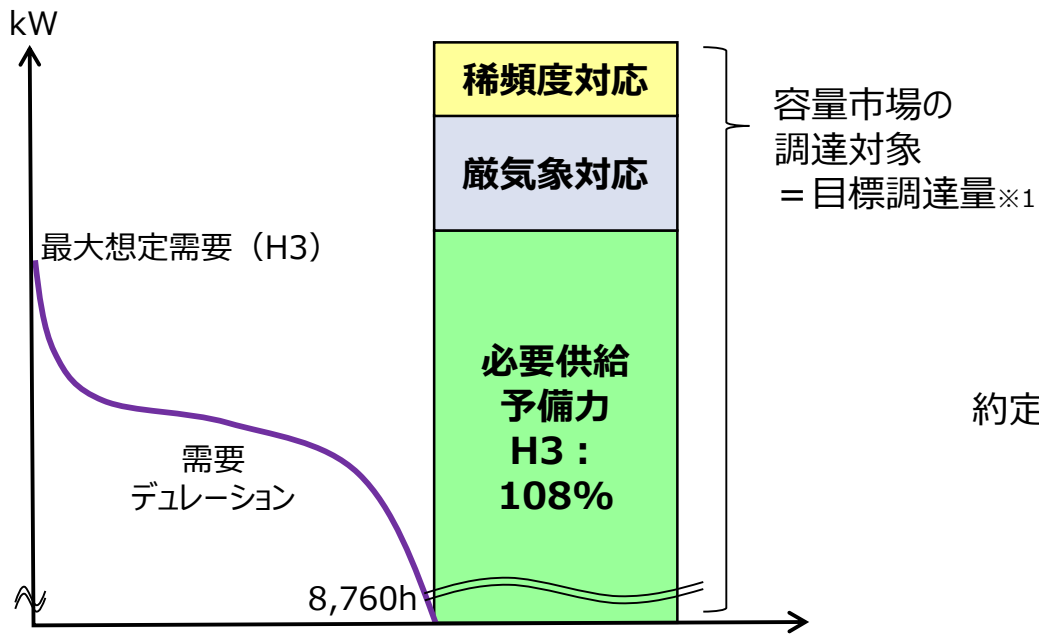 kW
稀頻度対応
厳気象対応
容量市場の
調達対象
＝目標調達量※1
最大想定需要（H3）
必要供給
予備力
H3：
108%
約定
需要
デュレーション
8,760h